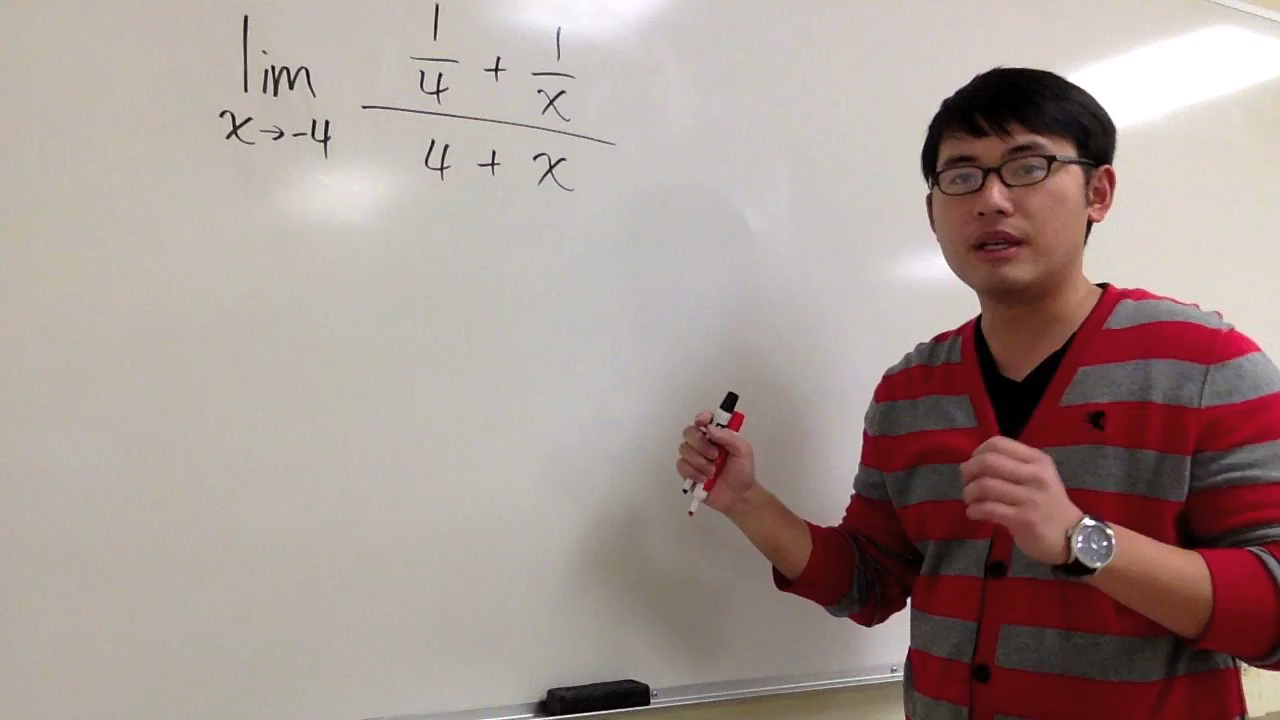 lim 1/4 + 1/x
x→-4 4 + x